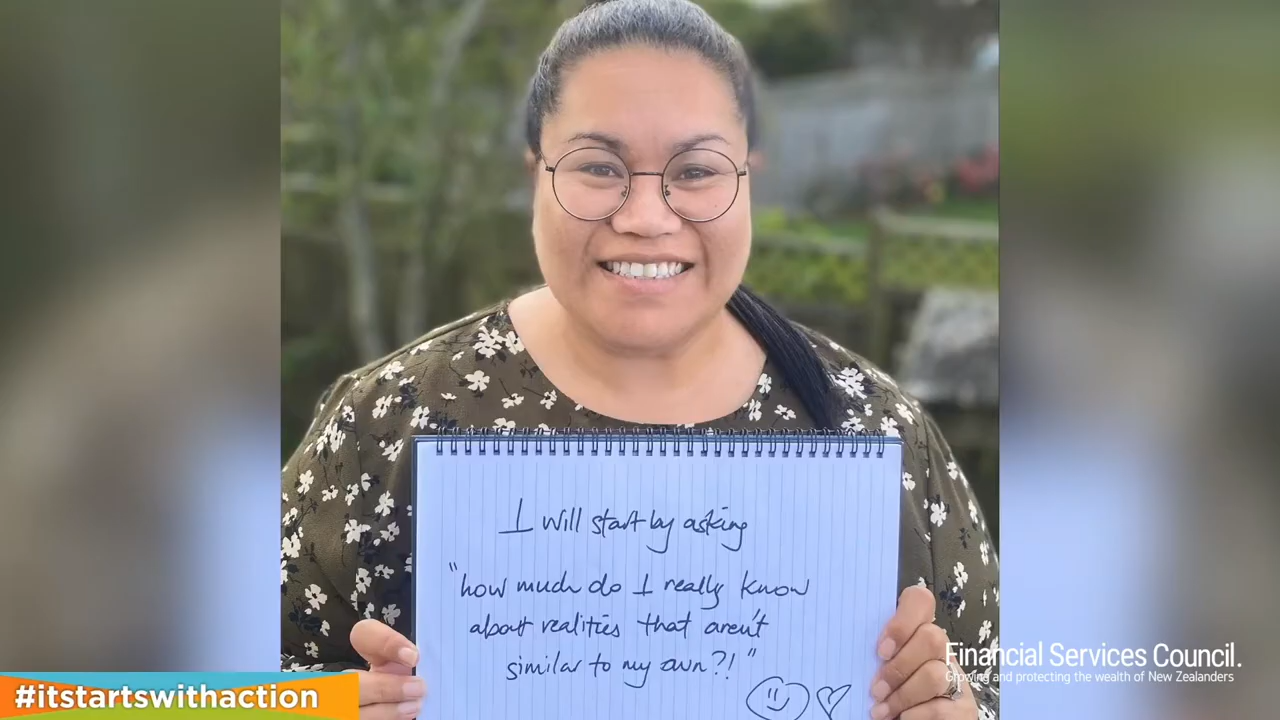 I will start by asking
"how much do I really know
about realities that aren't
similar to my own?!"
Financial Services Council.
Growing and protecting the wealth of New Zealanders
#itstartswithaction